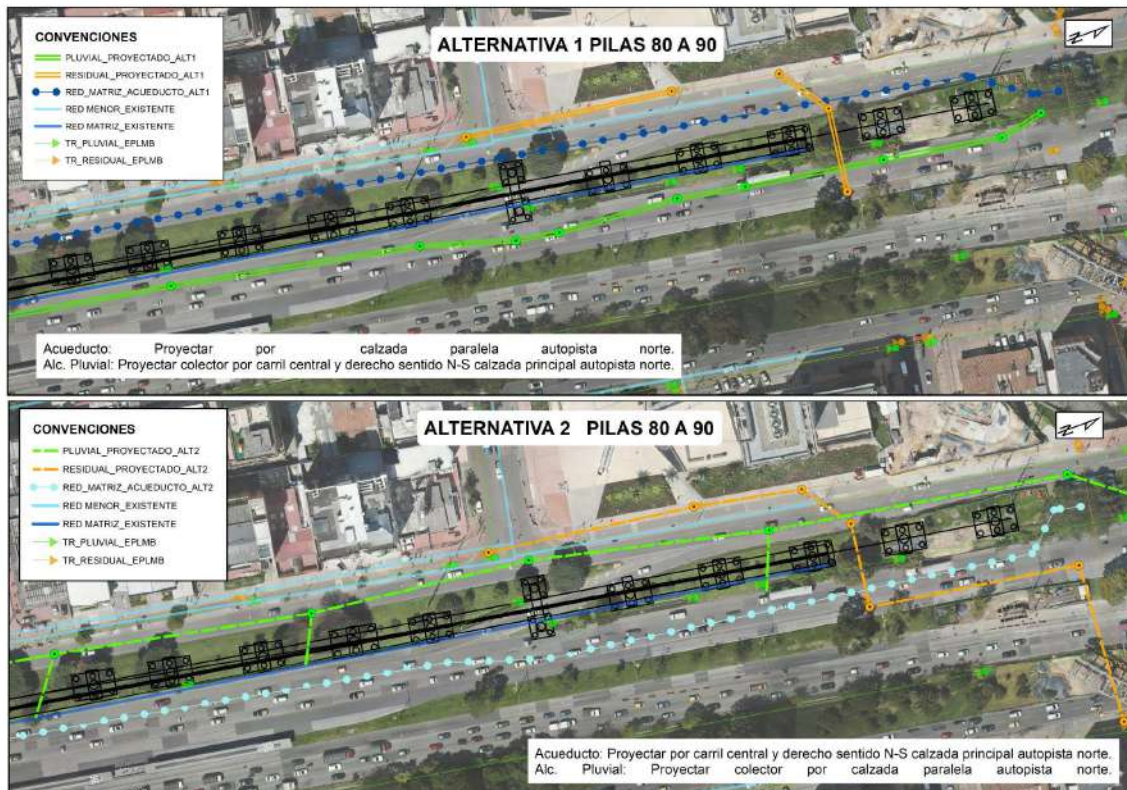 CONVENCIONES
PLUVIAL_PROYECTADO_ALT1
RESIDUAL_PROYECTADO_ALT1
RED_MATRIZ_ACUEDUCTO_ALT1
RED MENOR_EXISTENTE
RED MATRIZ_EXISTENTE
TR_PLUVIAL_EPLMB
TR_RESIDUAL_EPLMB
ALTERNATIVA 1 PILAS 80 A 90
Acueducto: Proyectar por calzada paralela autopista norte.
Alc. Pluvial: Proyectar colector por carril central y derecho sentido N-S calzada principal autopista norte.
CONVENCIONES
PLUVIAL_PROYECTADO_ALT2
RESIDUAL_PROYECTADO_ALT2
RED_MATRIZ_ACUEDUCTO_ALT2
RED MENOR_EXISTENTE
RED MATRIZ_EXISTENTE
TR_PLUVIAL_EPLMB
TR_RESIDUAL_EPLMB
ALTERNATIVA 2 PILAS 80 A 90
Acueducto: Proyectar por carril central y derecho sentido N-S calzada principal autopista norte.
Alc. Pluvial: Proyectar colector por calzada paralela autopista norte.